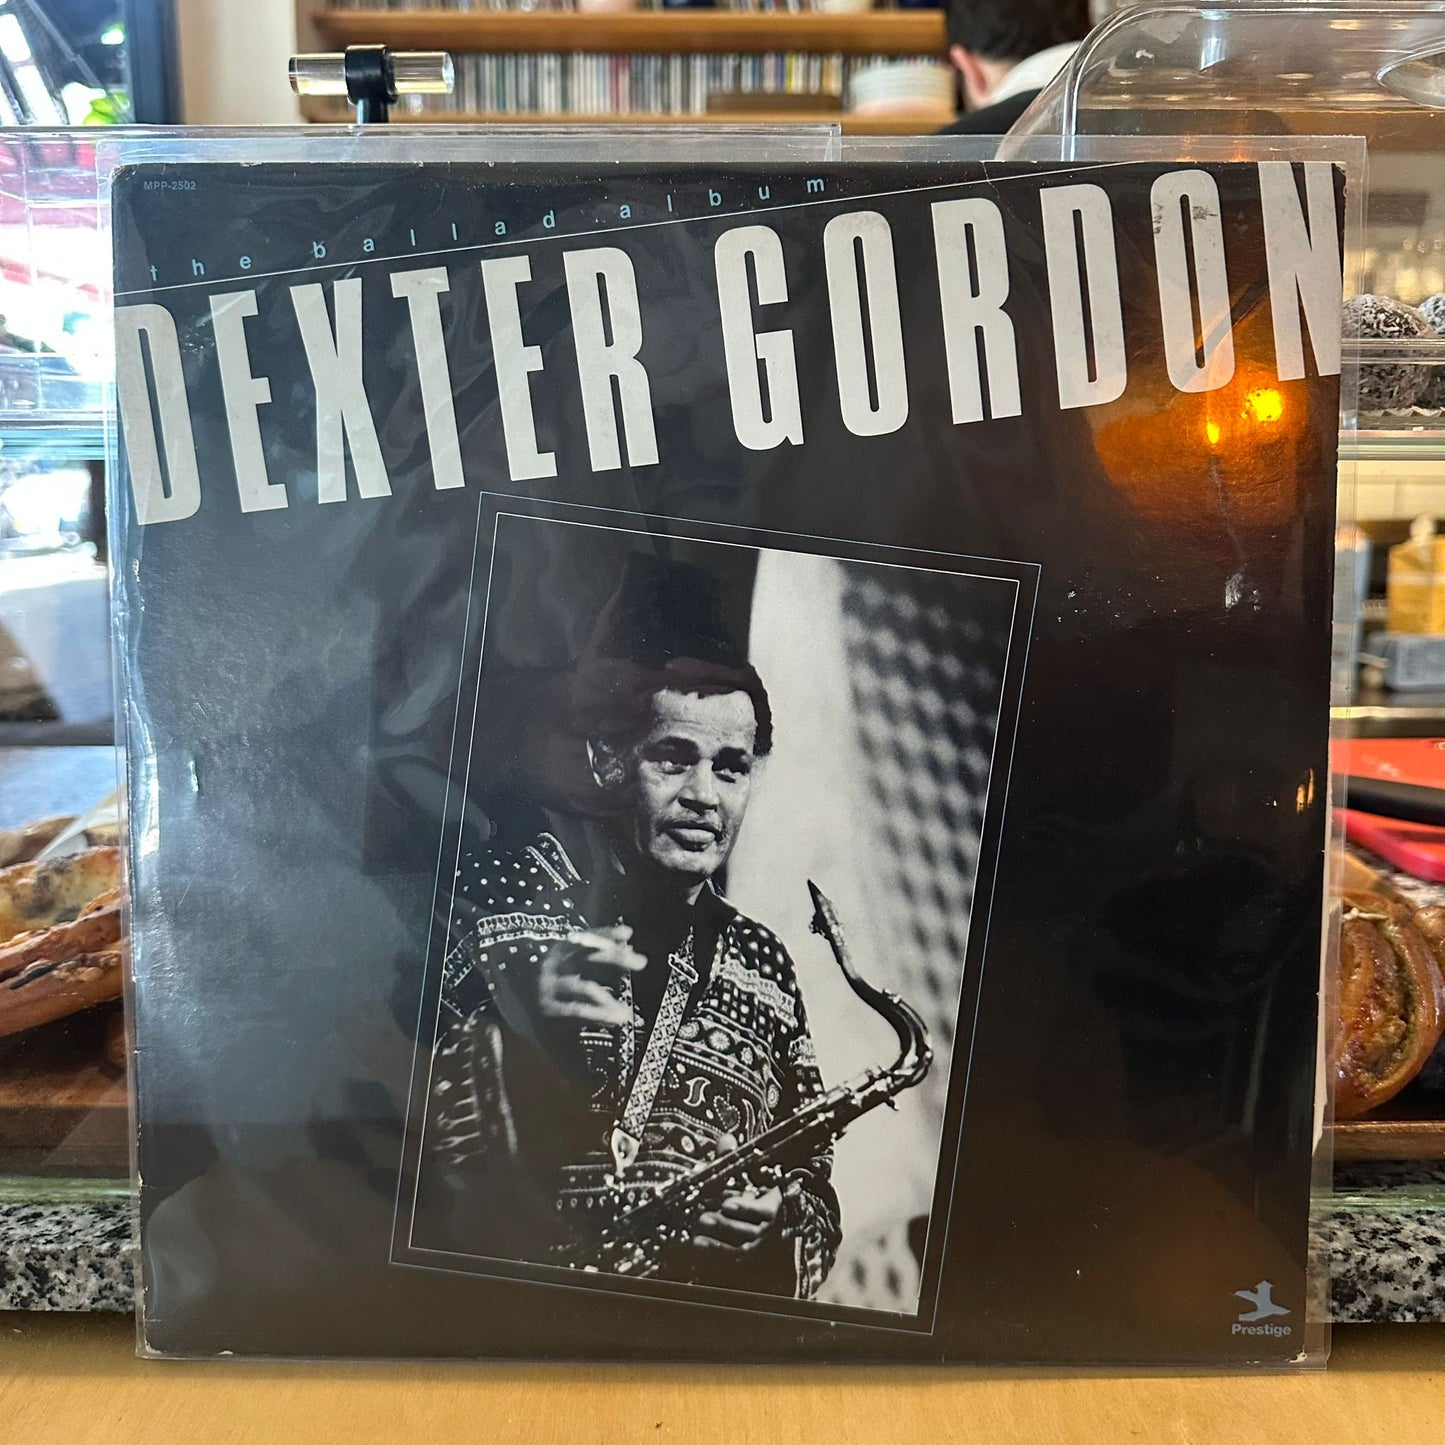 MPP-2502
the ballad album
DEXTER GORDON
Prestige